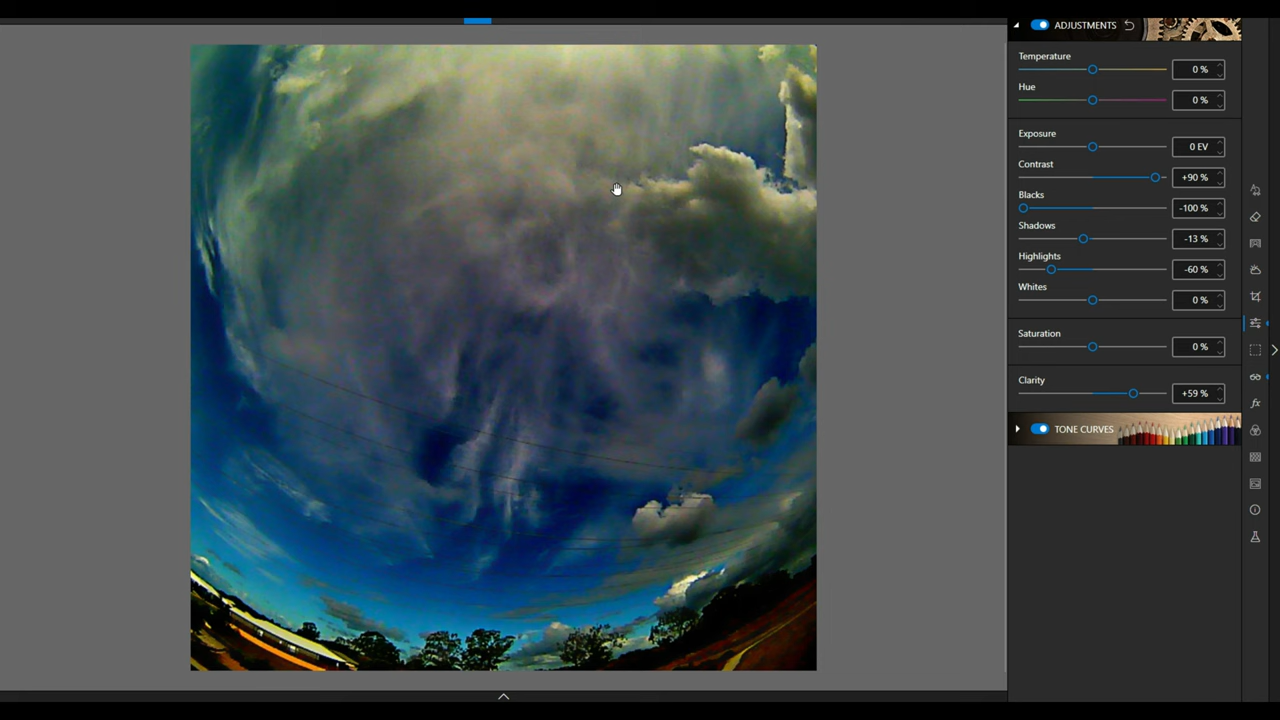 ADJUSTMENTS
Temperature
0 %
Hue
0 %
Exposure
0 EV
Contrast
+90 %
Blacks
-100 %
Shadows
-13 %
Highlights
-60 %
Whites
0 %
Saturation
0 %
Clarity
+59 %
TONE CURVES
fx